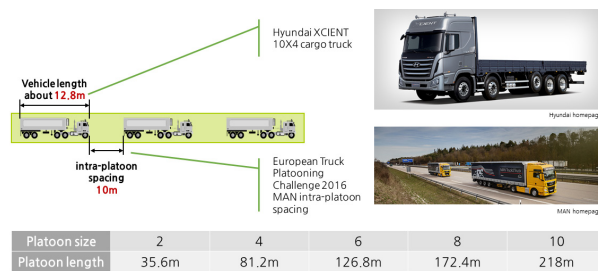 Hyundai XCIENT
10X4 cargo truck
Vehicle length
about 12.8m
intra-platoon
spacing
10m
European Truck
Platooning
Challenge 2016
MAN intra-platoon
spacing
Hyundai homepag
MAN homepag
Platoon size 2 4 6 8 10
Platoon length 35.6m 81.2m 126.8m 172.4m 218m